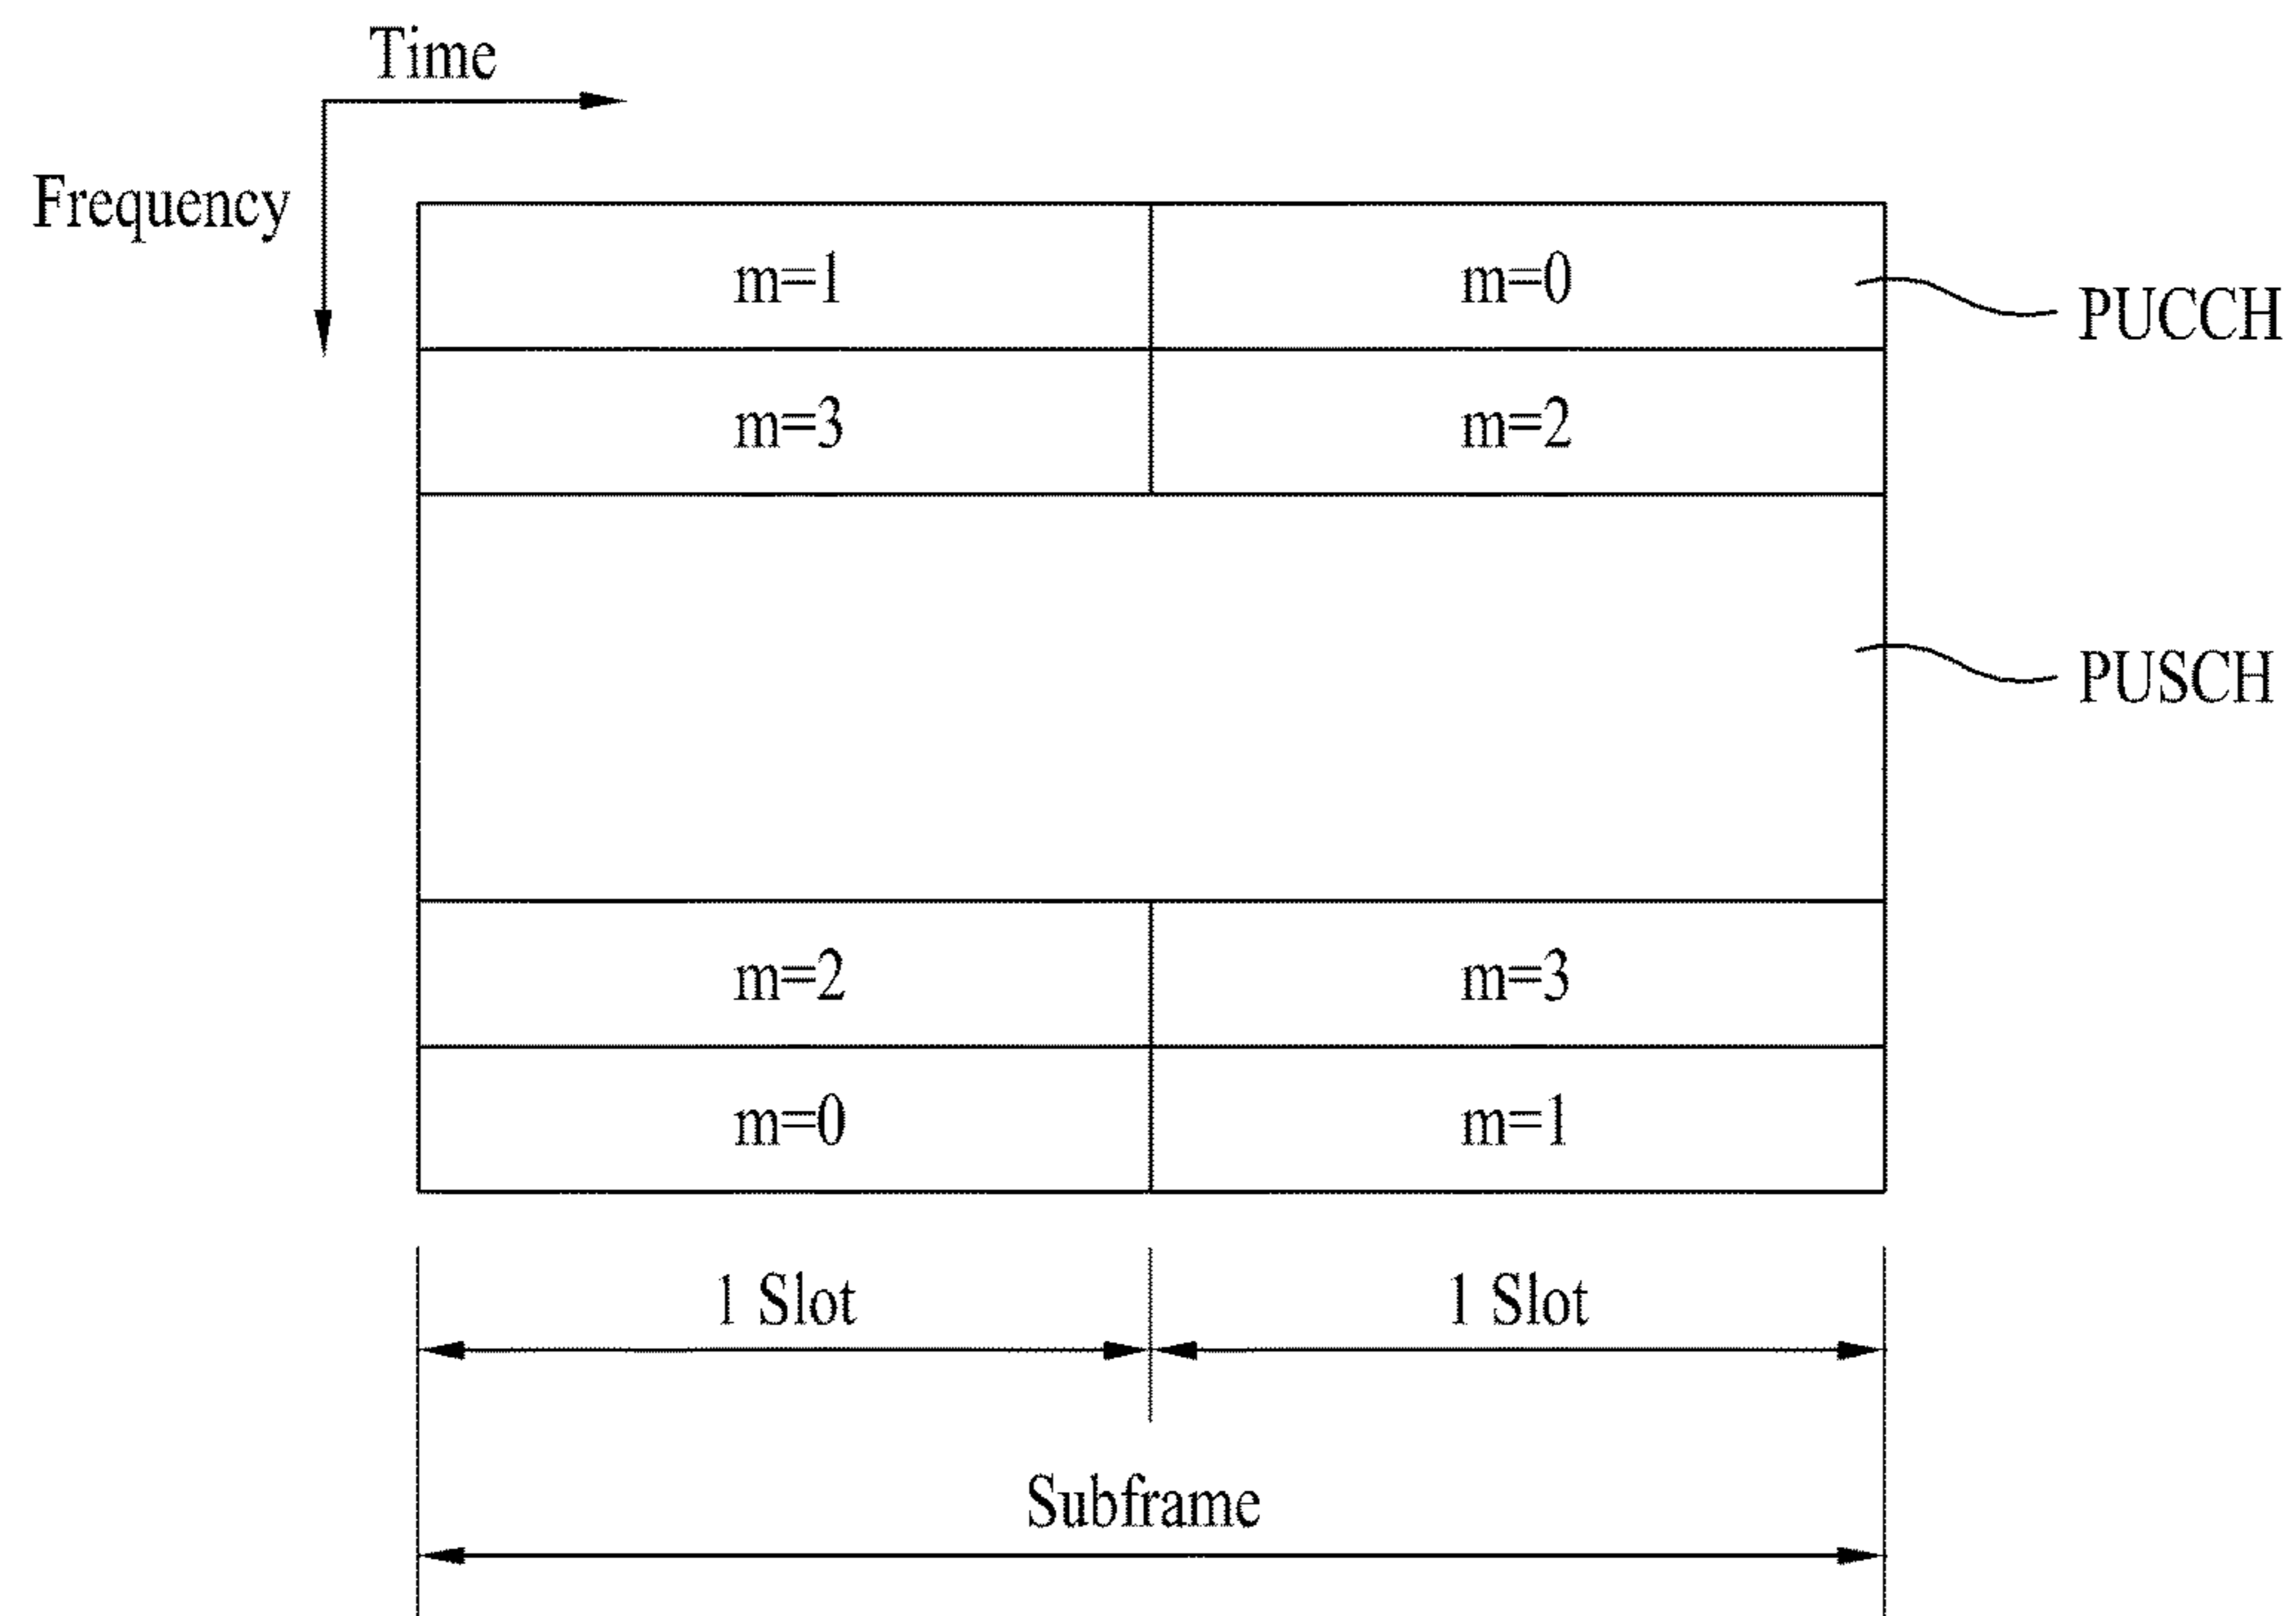 Time
Frequency
m=1 m=0
PUCCH
m=3 m=2
PUSCH
m=2 m=3
m=0 m=1
1 Slot 1 Slot
Subframe